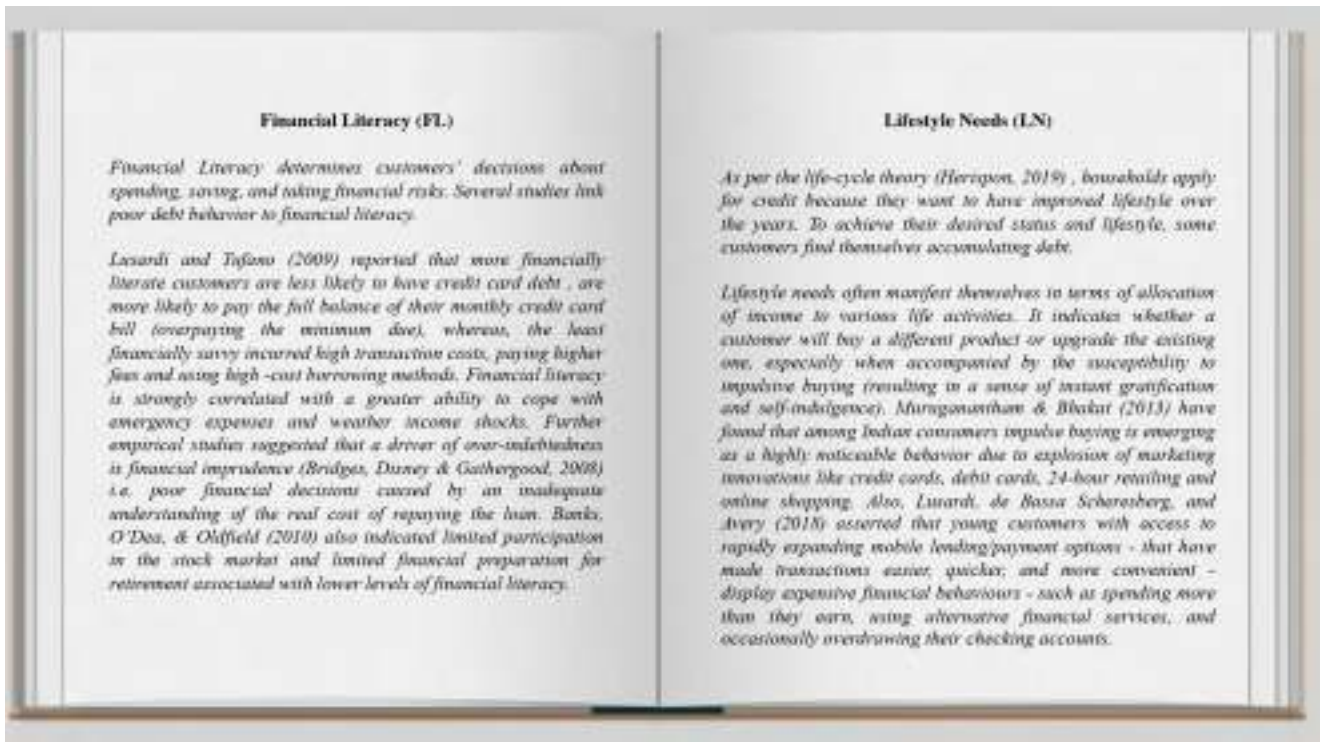 Financial Literacy (FL)
Financial Literacy determines customers' decisions about
spending, saving, and taking financial risks. Several studies link
poor debt behavior to financial literacy.
Lusardi and Tufano (2009) reported that more financially
literate customers are less likely to have credit card debt , are
more likely to pay the full balance of their monthly credit card
bill (overpaying the minimum due), whereas, the least
financially savvy incurred high transaction costs, paying higher
fees and using high -cost borrowing methods. Financial literacy
is strongly correlated with a greater ability to cope with
emergency expenses and weather income shocks. Further
empirical studies suggested that a driver of over-indebtedness
is financial imprudence (Bridges, Disney & Gathergood, 2008)
i.e. poor financial decisions caused by an inadequate
understanding of the real cost of repaying the loan. Banks,
O'Dea, & Oldfield (2010) also indicated limited participation
in the stock market and limited financial preparation for
retirement associated with lower levels of financial literacy.
Lifestyle Needs (LN)
As per the life-cycle theory (Herispon, 2019) , households apply
for credit because they want to have improved lifestyle over
the years. To achieve their desired status and lifestyle, some
customers find themselves accumulating debt.
Lifestyle needs often manifest themselves in terms of allocation
of income to various life activities. It indicates whether a
customer will buy a different product or upgrade the existing
one, especially when accompanied by the susceptibility to
impulsive buying (resulting in a sense of instant gratification
and self-indulgence). Muruganantham & Bhakat (2013) have
found that among Indian consumers impulse buying is emerging
as a highly noticeable behavior due to explosion of marketing
innovations like credit cards, debit cards, 24-hour retailing and
online shopping. Also, Lusardi, de Bassa Scheresberg, and
Avery (2018) asserted that young customers with access to
rapidly expanding mobile lending/payment options - that have
made transactions easier, quicker, and more convenient -
display expensive financial behaviours - such as spending more
than they earn, using alternative financial services, and
occasionally overdrawing their checking accounts.